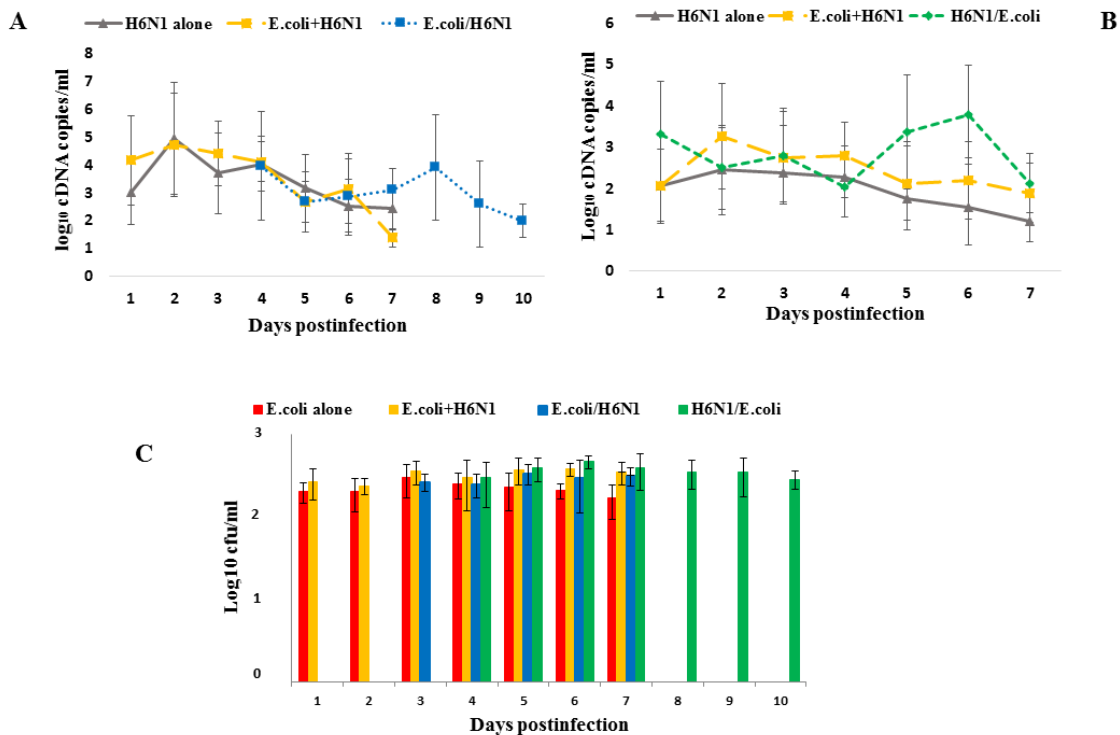 A
H6N1 alone E.coli+H6N1 E.coli/H6N1
8
7
6
5
4
3
2
1
0
log₁₀ cDNA copies/ml
1 2 3 4 5 6 7 8 9 10
Days postinfection
B
H6N1 alone E.coli+H6N1 H6N1/E.coli
6
5
4
3
2
1
0
Log₁₀ cDNA copies/ml
1 2 3 4 5 6 7
Days postinfection
C
E.coli alone E.coli+H6N1 E.coli/H6N1 H6N1/E.coli
3
2
1
0
Log10 cfu/ml
1 2 3 4 5 6 7 8 9 10
Days postinfection